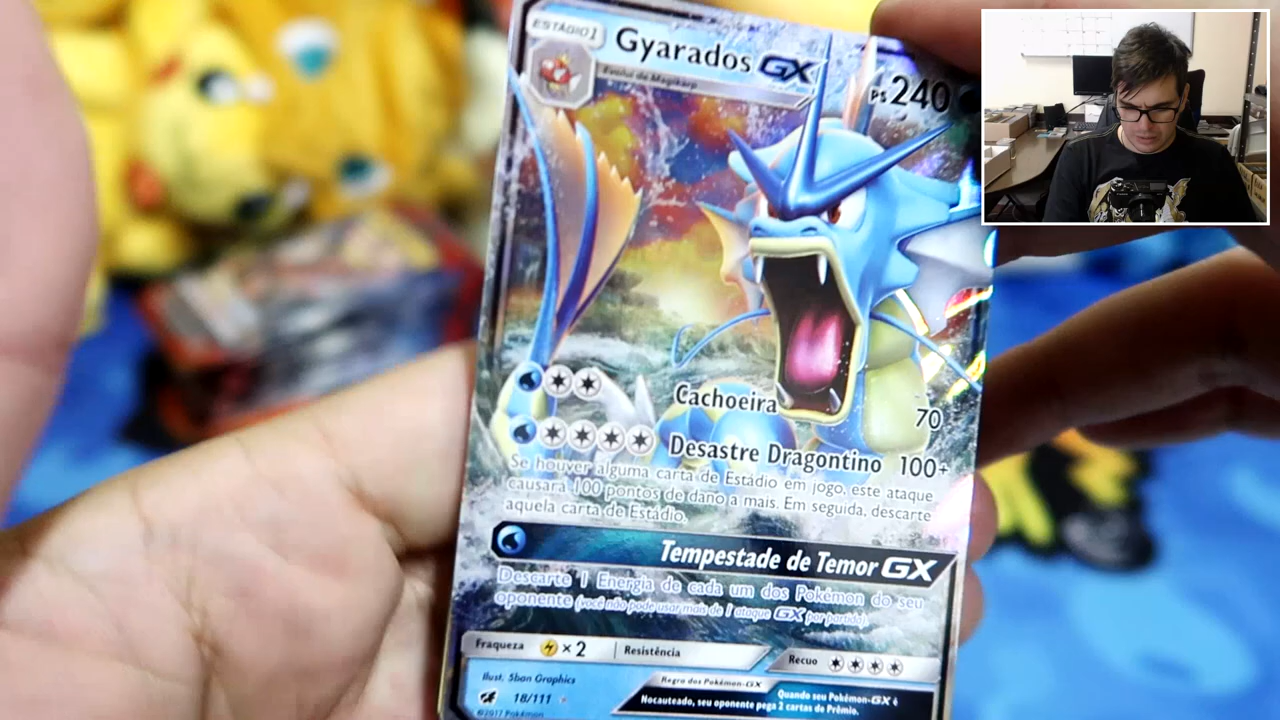 ESTÁGIO 1
Gyarados GX
Evolui de Magikarp
PS 240
Cachoeira 70
Desastre Dragontino 100+
Se houver alguma carta de Estádio em jogo, este ataque
causará 100 pontos de dano a mais. Em seguida, descarte
aquela carta de Estádio.
Tempestade de Temor GX
Descarte 1 Energia de cada um dos Pokémon do seu
oponente (você não pode usar mais de 1 ataque GX por partida).
Fraqueza ×2 Resistência Recuo
Illust. 5ban Graphics
18/111
©2017 Pokémon
Regra dos Pokémon-GX
Quando seu Pokémon-GX é
Nocauteado, seu oponente pega 2 cartas de Prêmio.